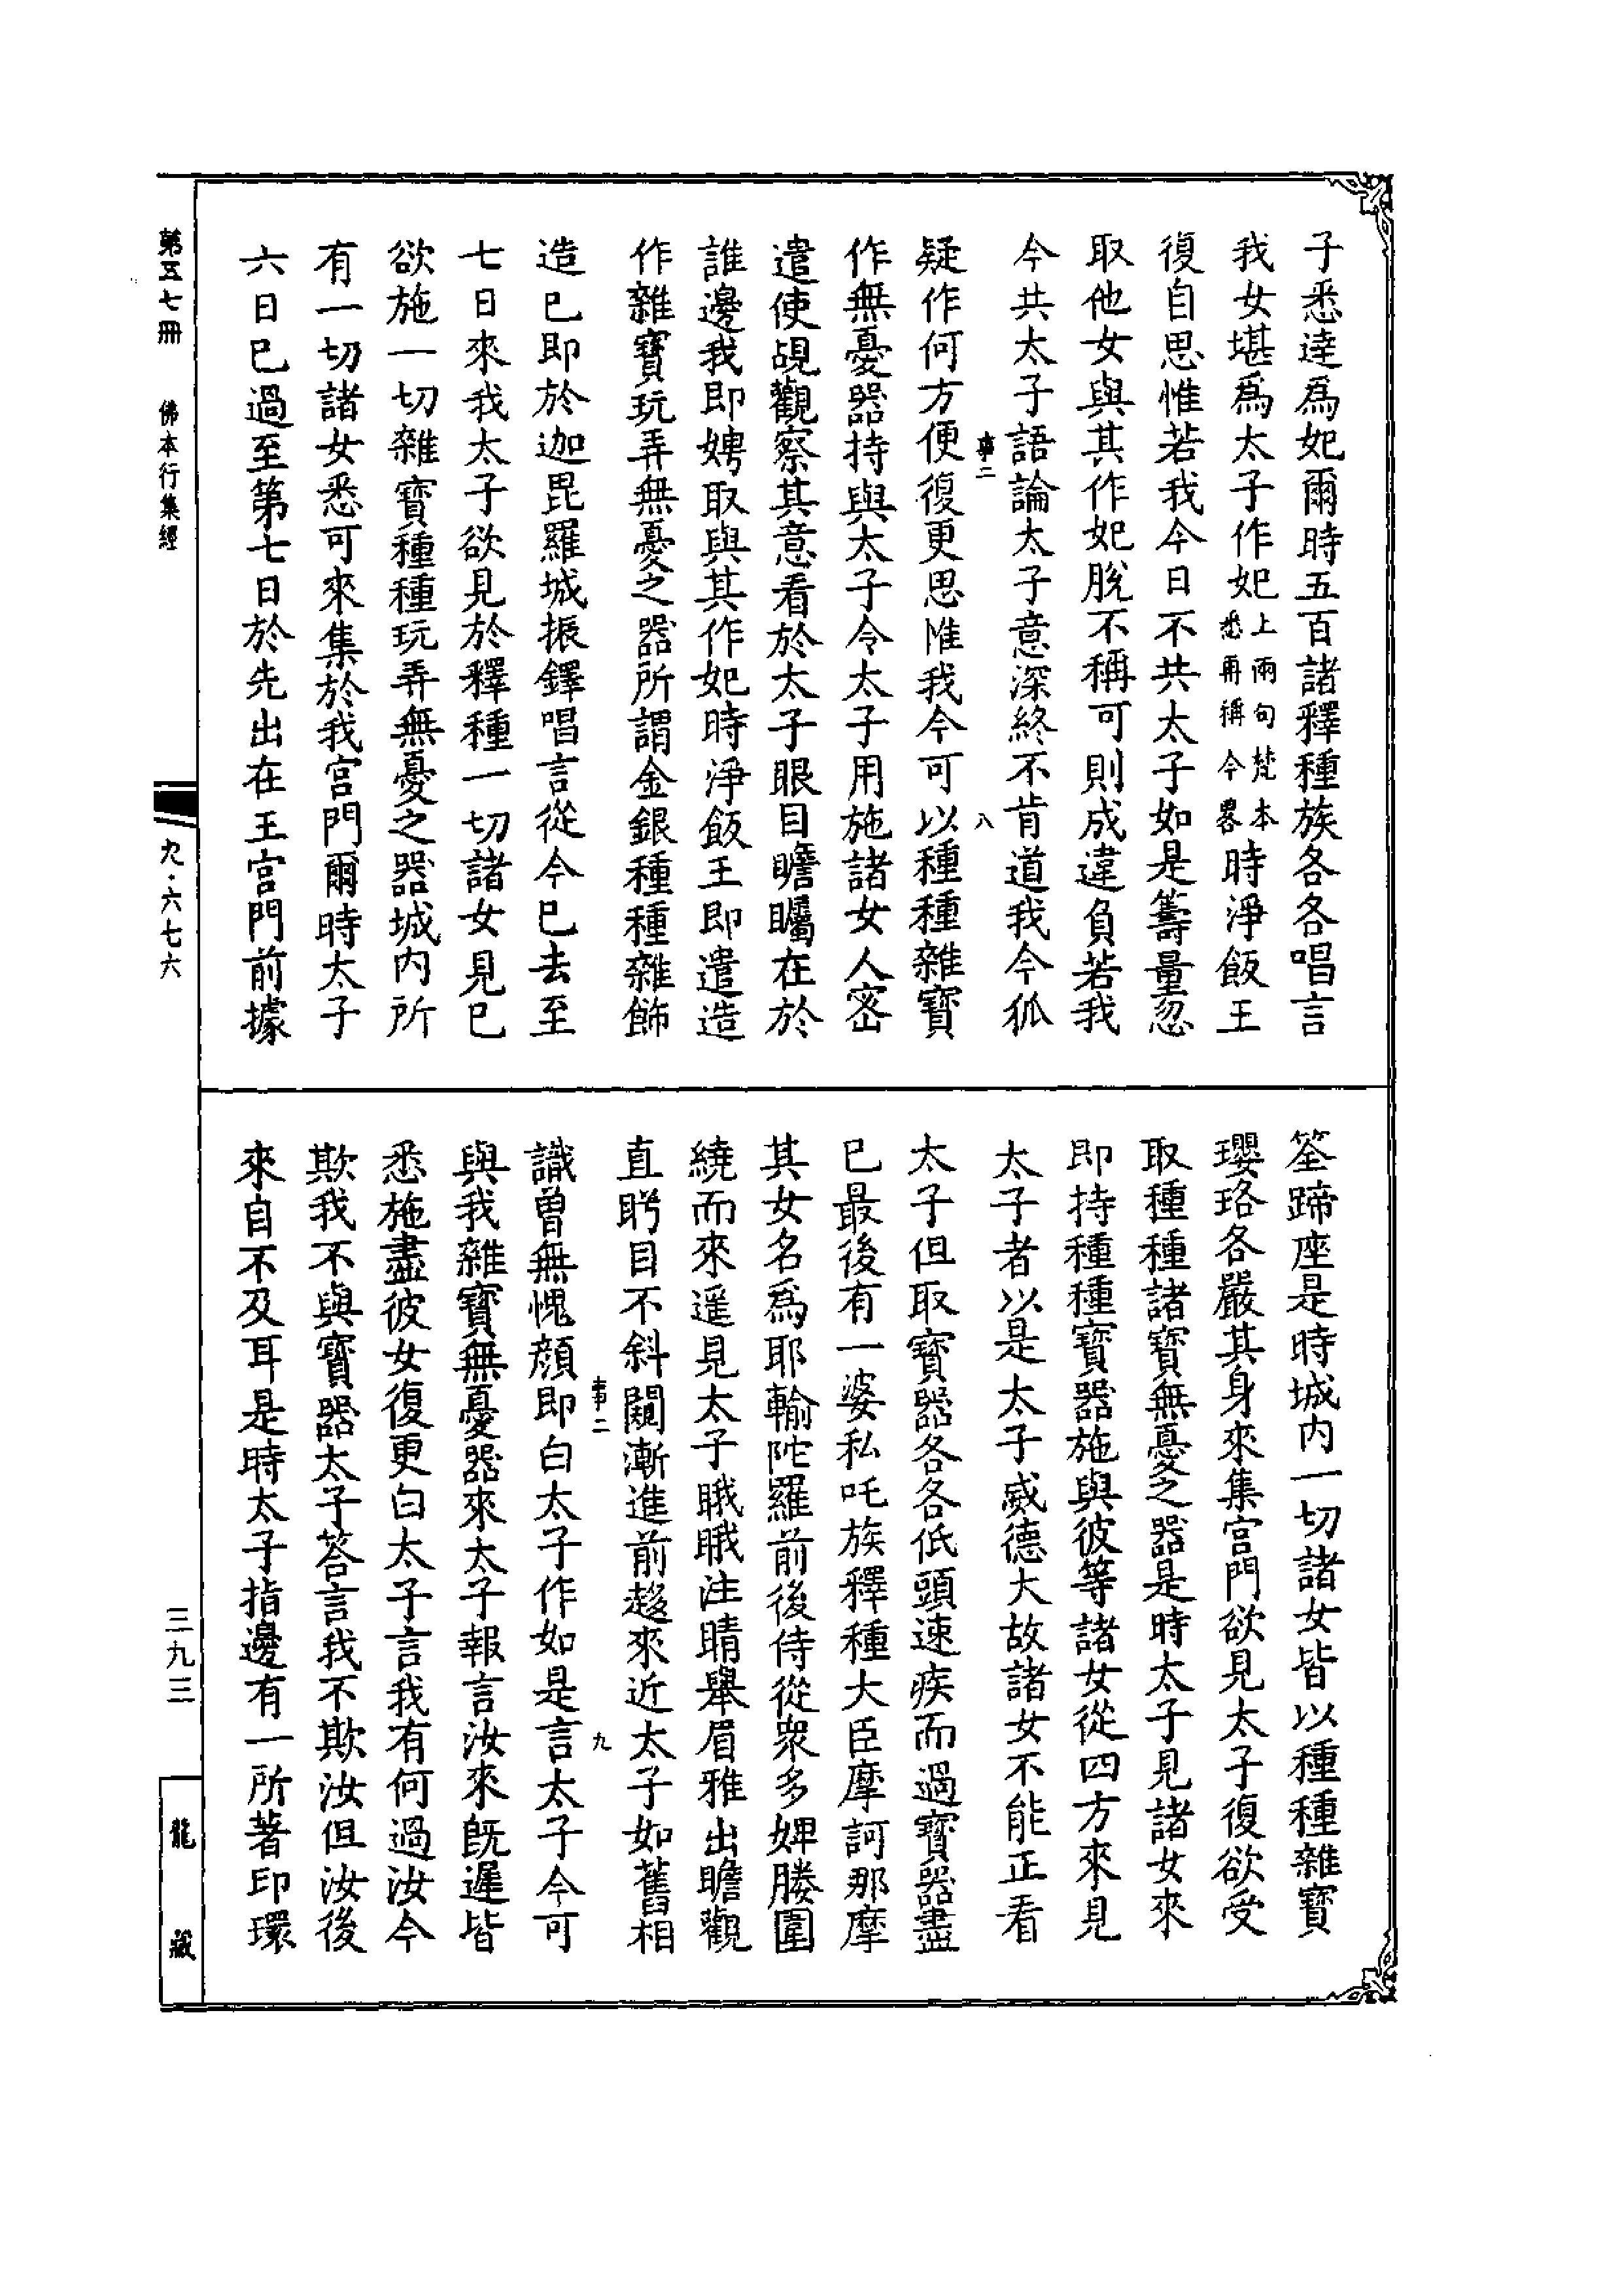 子悉達為妃爾時五百諸釋種族各各唱言
我女堪為太子作妃上兩句梵本悉再稱今畧時淨飯王
復自思惟若我今日不共太子如是籌量忽
取他女與其作妃脫不稱可則成違負若我
今共太子語論太子意深終不肯道我今狐
事二 八
疑作何方便復更思惟我今可以種種雜寶
作無憂器持與太子令太子用施諸女人密
遣使覘觀察其意看於太子眼目瞻矚在於
誰邊我即娉取與其作妃時淨飯王即遣造
作雜寶玩弄無憂之器所謂金銀種種雜飾
造已即於迦毘羅城振鐸唱言從今已去至
七日來我太子欲見於釋種一切諸女見已
欲施一切雜寶種種玩弄無憂之器城內所
有一切諸女悉可來集於我宮門爾時太子
六日已過至第七日於先出在王宮門前據
筌蹄座是時城內一切諸女皆以種種雜寶
瓔珞各嚴其身來集宮門欲見太子復欲受
取種種諸寶無憂之器是時太子見諸女來
即持種種寶器施與彼等諸女從四方來見
太子者以是太子威德大故諸女不能正看
太子但取寶器各各低頭速疾而過寶器盡
已最後有一婆私吒族釋種大臣摩訶那摩
其女名為耶輸陀羅前後侍從眾多婢媵圍
繞而來遥見太子睋睋注睛舉眉雅出瞻觀
直眄目不斜闚漸進前趍來近太子如舊相
事二 九
識曾無愧顏即白太子作如是言太子今可
與我雜寶無憂器來太子報言汝來既遲皆
悉施盡彼女復更白太子言我有何過汝今
欺我不與寶器太子答言我不欺汝但汝後
來自不及耳是時太子指邊有一所著印環
第五七冊 佛本行集經
九·六七六
三九三
龍藏